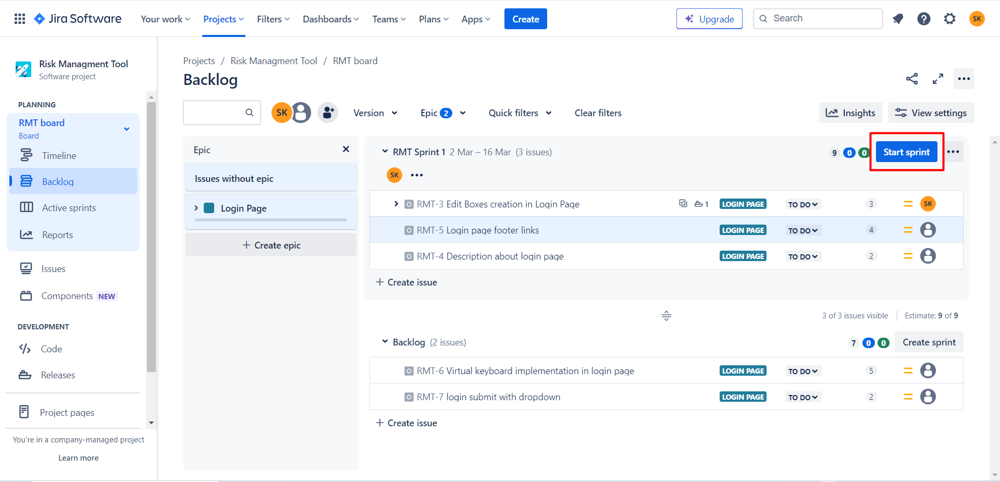 Jira Software Your work Projects Filters Dashboards Teams Plans Apps Create Upgrade Search SK
Risk Managment Tool
Software project
PLANNING
RMT board
Board
Timeline
Backlog
Active sprints
Reports
Issues
Components NEW
DEVELOPMENT
Code
Releases
Project pages
You're in a company-managed project
Learn more
Projects / Risk Managment Tool / RMT board
Backlog
SK Version Epic 2 Quick filters Clear filters Insights View settings
Epic
Issues without epic
Login Page
+ Create epic
RMT Sprint 1 2 Mar – 16 Mar (3 issues) 9 0 0 Start sprint
SK
RMT-3 Edit Boxes creation in Login Page 1 LOGIN PAGE TO DO 3 SK
RMT-5 Login page footer links LOGIN PAGE TO DO 4
RMT-4 Description about login page LOGIN PAGE TO DO 2
+ Create issue
3 of 3 issues visible Estimate: 9 of 9
Backlog (2 issues) 7 0 0 Create sprint
RMT-6 Virtual keyboard implementation in login page LOGIN PAGE TO DO 5
RMT-7 login submit with dropdown LOGIN PAGE TO DO 2
+ Create issue